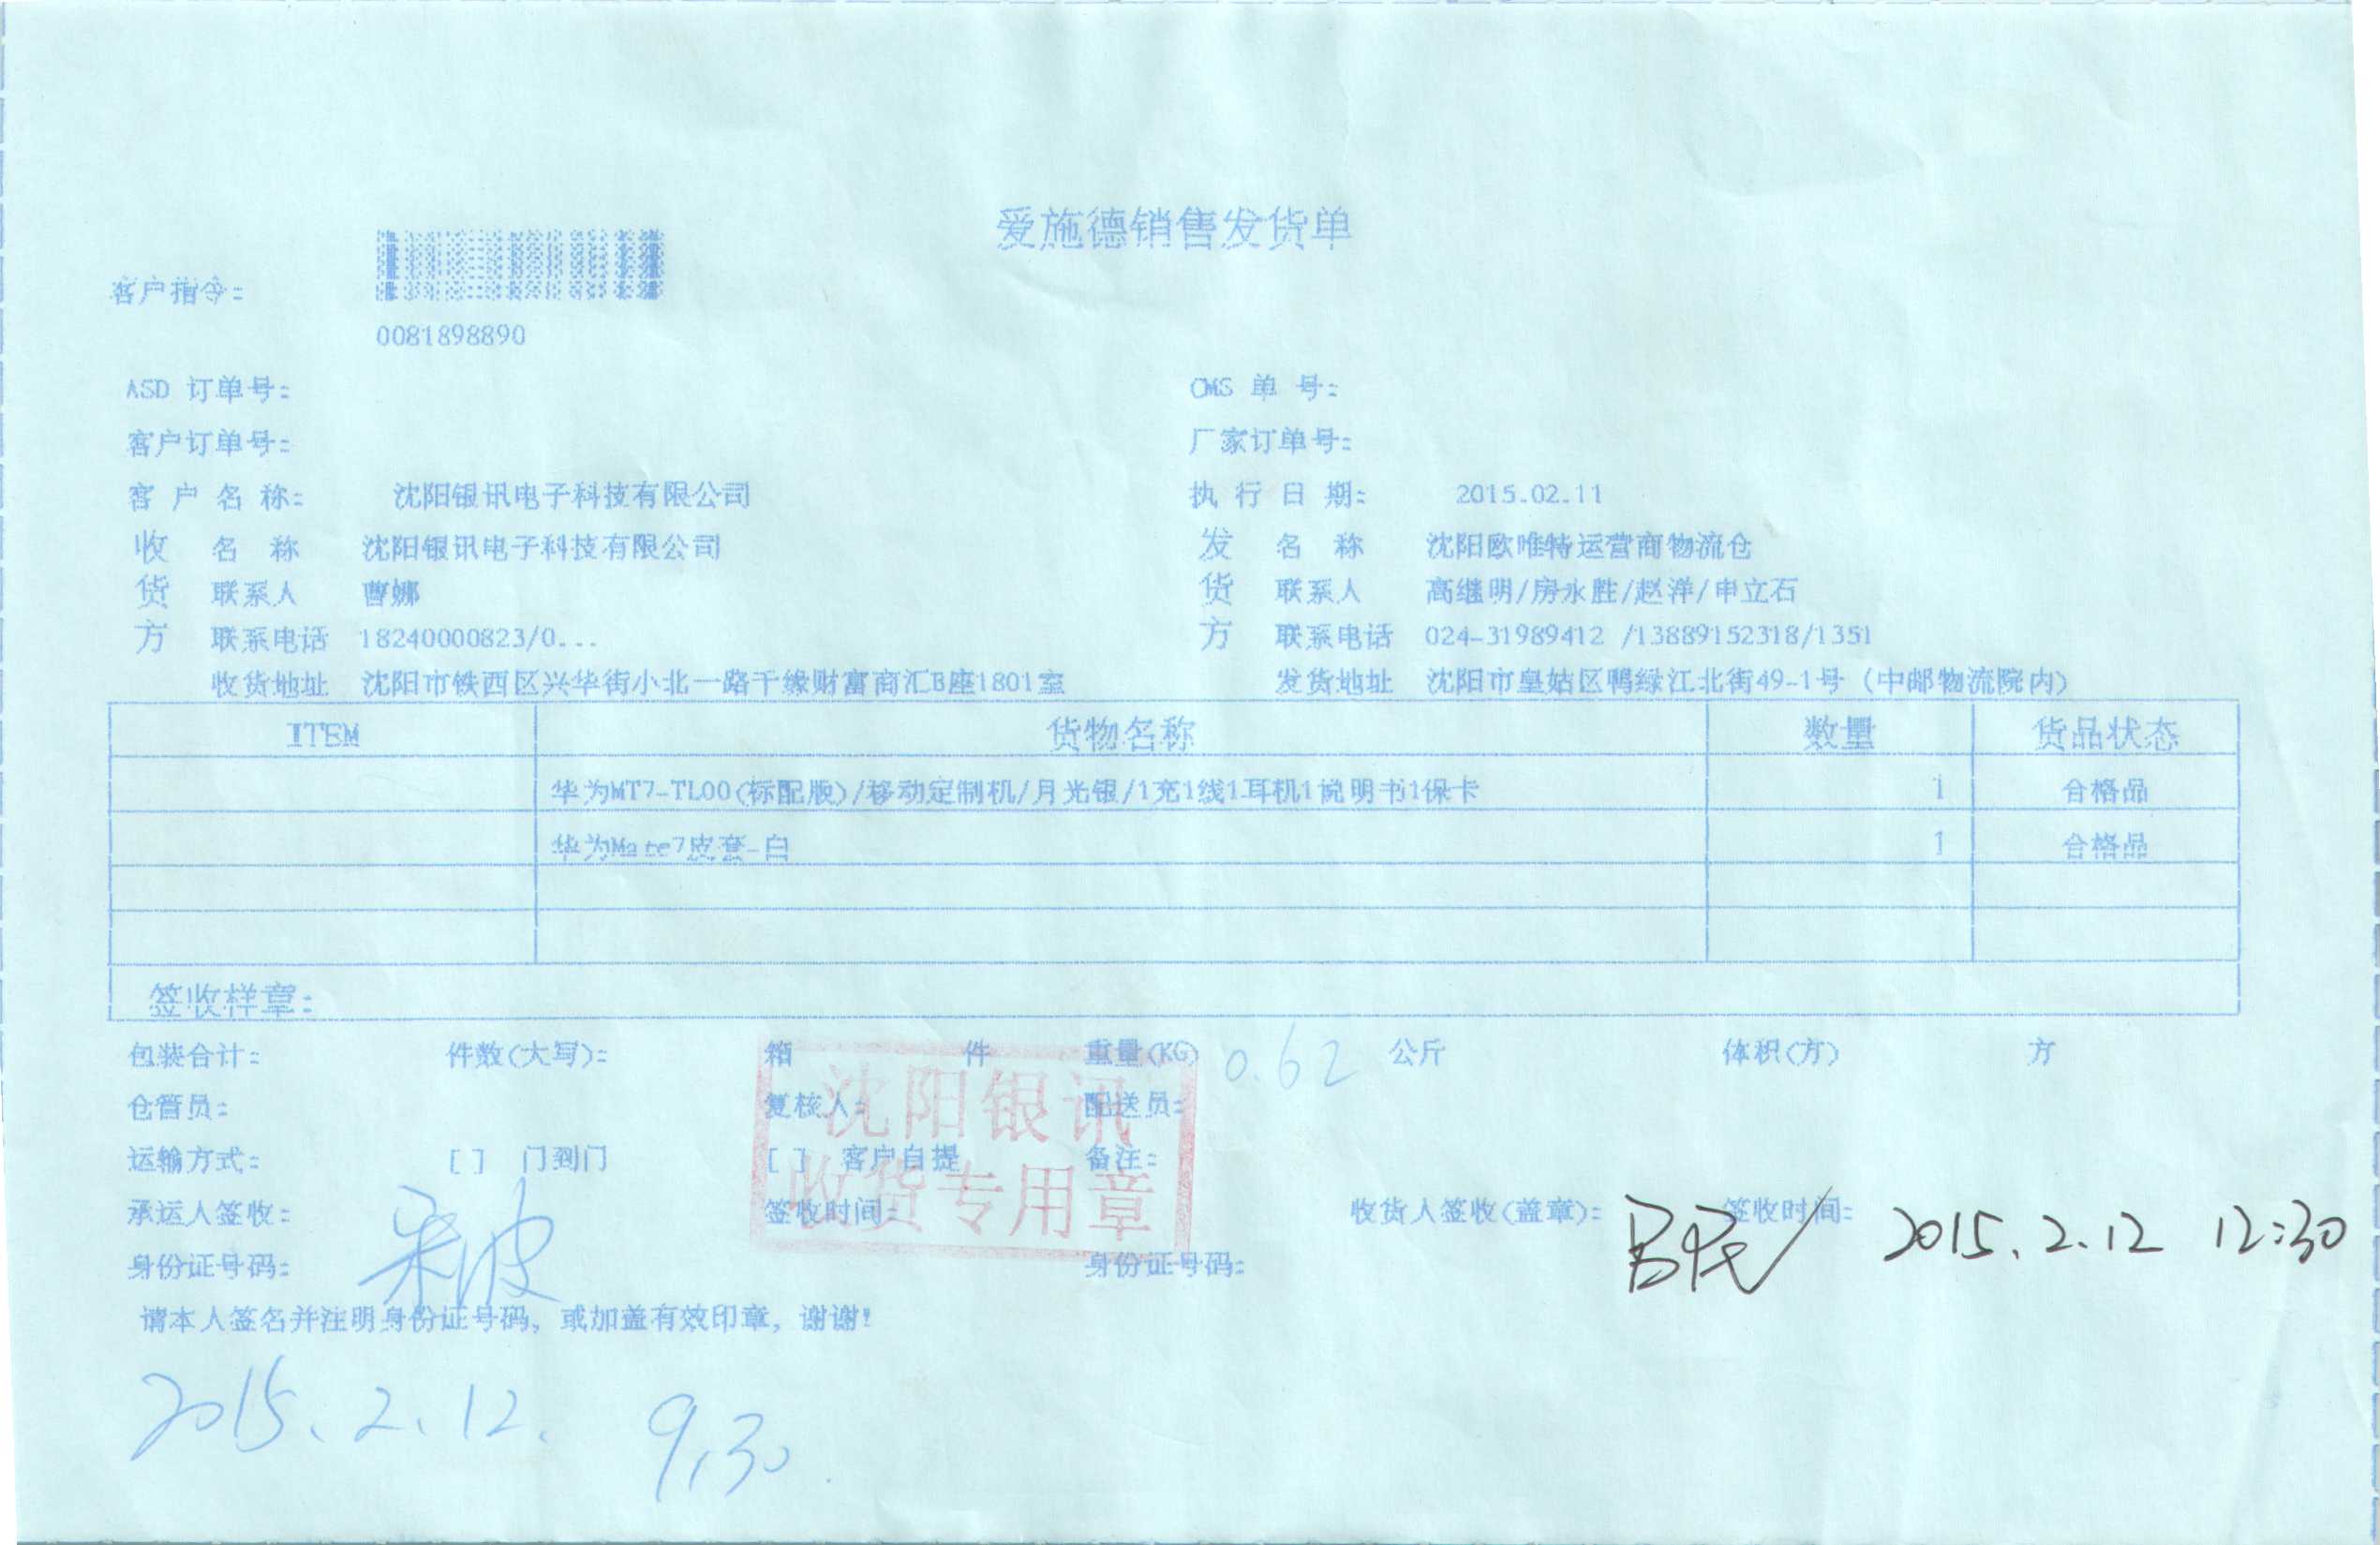 爱施德销售发货单
客户指令:
0081898890
ASD 订单号: CMS 单 号:
客户订单号: 厂家订单号:
客 户 名 称: 沈阳银讯电子科技有限公司 执 行 日 期: 2015.02.11
收 名 称 沈阳银讯电子科技有限公司 发 名 称 沈阳欧唯特运营商物流仓
货 联系人 曹娜 货 联系人 高继明/房永胜/赵洋/申立石
方 联系电话 18240000823/0... 方 联系电话 024-31989412 /13889152318/1351
收货地址 沈阳市铁西区兴华街小北一路千缘财富商汇B座1801室 发货地址 沈阳市皇姑区鸭绿江北街49-1号 (中邮物流院内)
ITEM 货物名称 数量 货品状态
华为MT7-TL00(标配版)/移动定制机/月光银/1充1线1耳机1说明书1保卡 1 合格品
华为Mate7皮套-白 1 合格品
签收样章:
包装合计: 件数(大写): 箱 件 重量(KG) 0.62 公斤 体积(方) 方
仓管员: 复核人: 配送员:
沈阳银讯
运输方式: [ ] 门到门 [ ] 客户自提 备注:
收货专用章
承运人签收: 签收时间: 收货人签收(盖章): 签收时间: 2015.2.12 12:30
身份证号码: 身份证号码:
请本人签名并注明身份证号码, 或加盖有效印章, 谢谢!
2015.2.12. 9,30